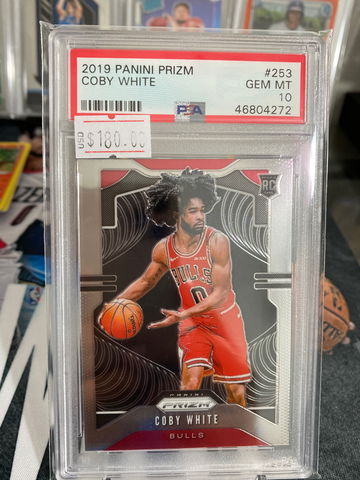 2019 PANINI PRIZM #253
COBY WHITE GEM MT
10
PSA 46804272
USD $180.00
RC
BULLS
0
PANINI
PRIZM
COBY WHITE
BULLS